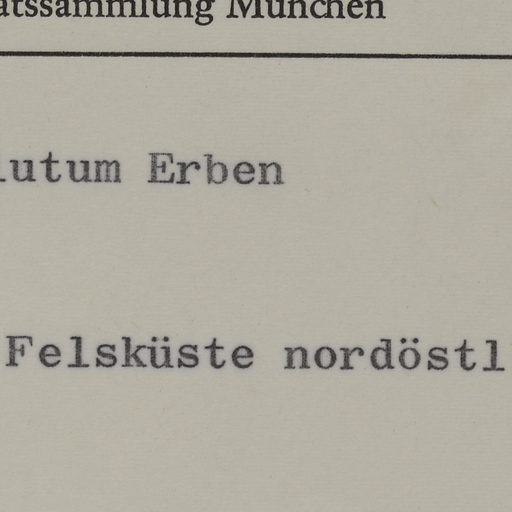 atssammlung München
lutum Erben
Felsküste nordöstl